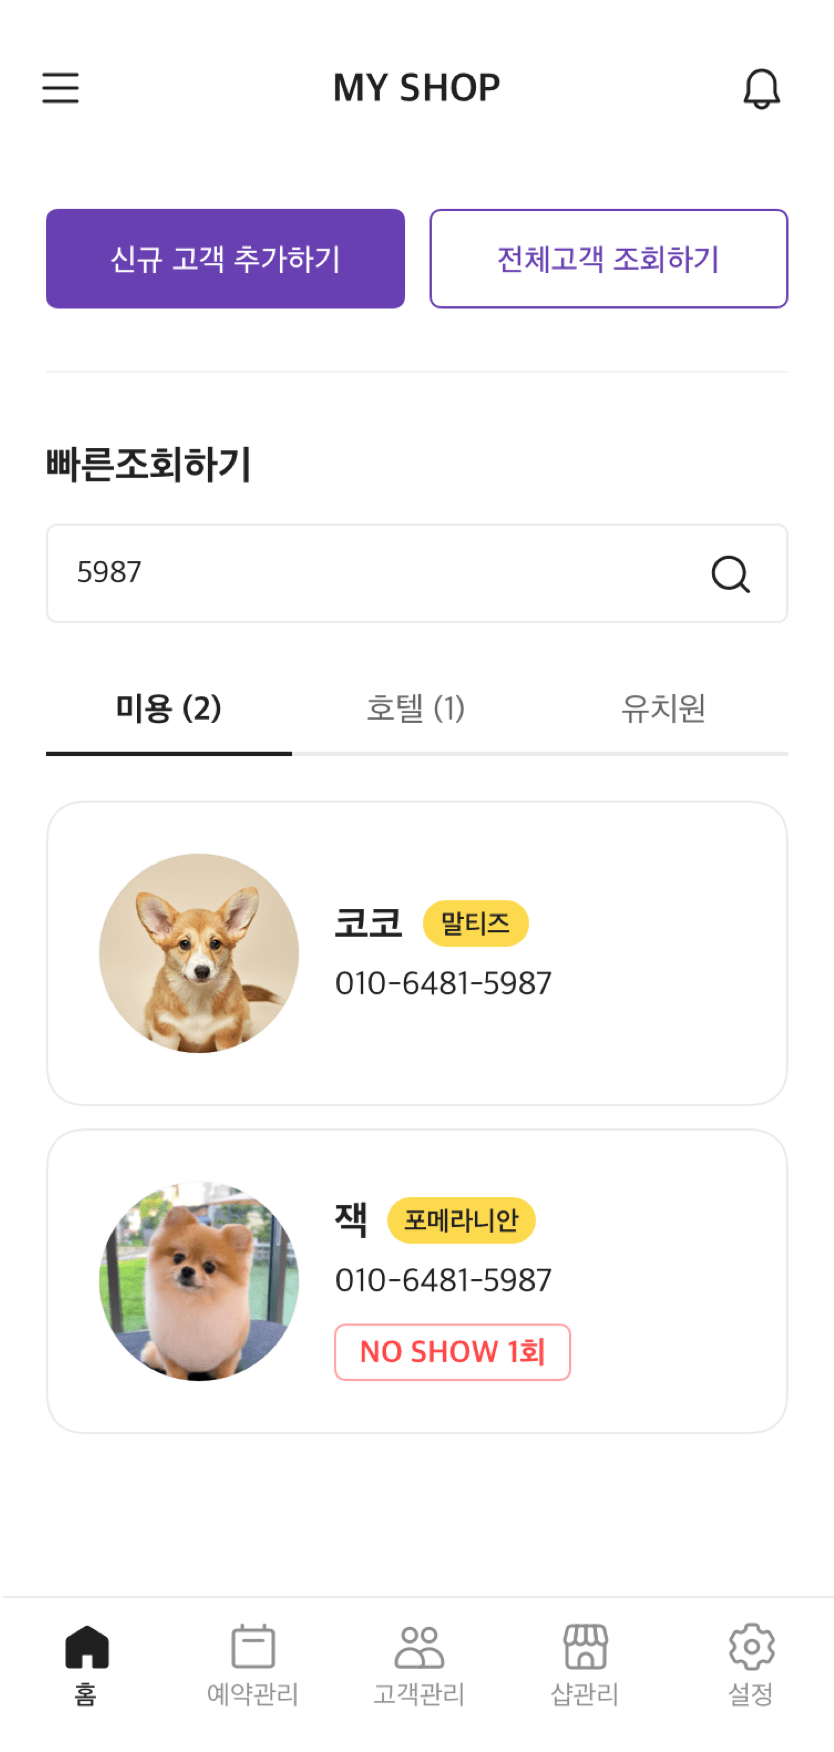 MY SHOP
신규 고객 추가하기
전체고객 조회하기
빠른조회하기
5987
미용 (2)
호텔 (1)
유치원
코코
말티즈
010-6481-5987
잭
포메라니안
010-6481-5987
NO SHOW 1회
홈
예약관리
고객관리
샵관리
설정